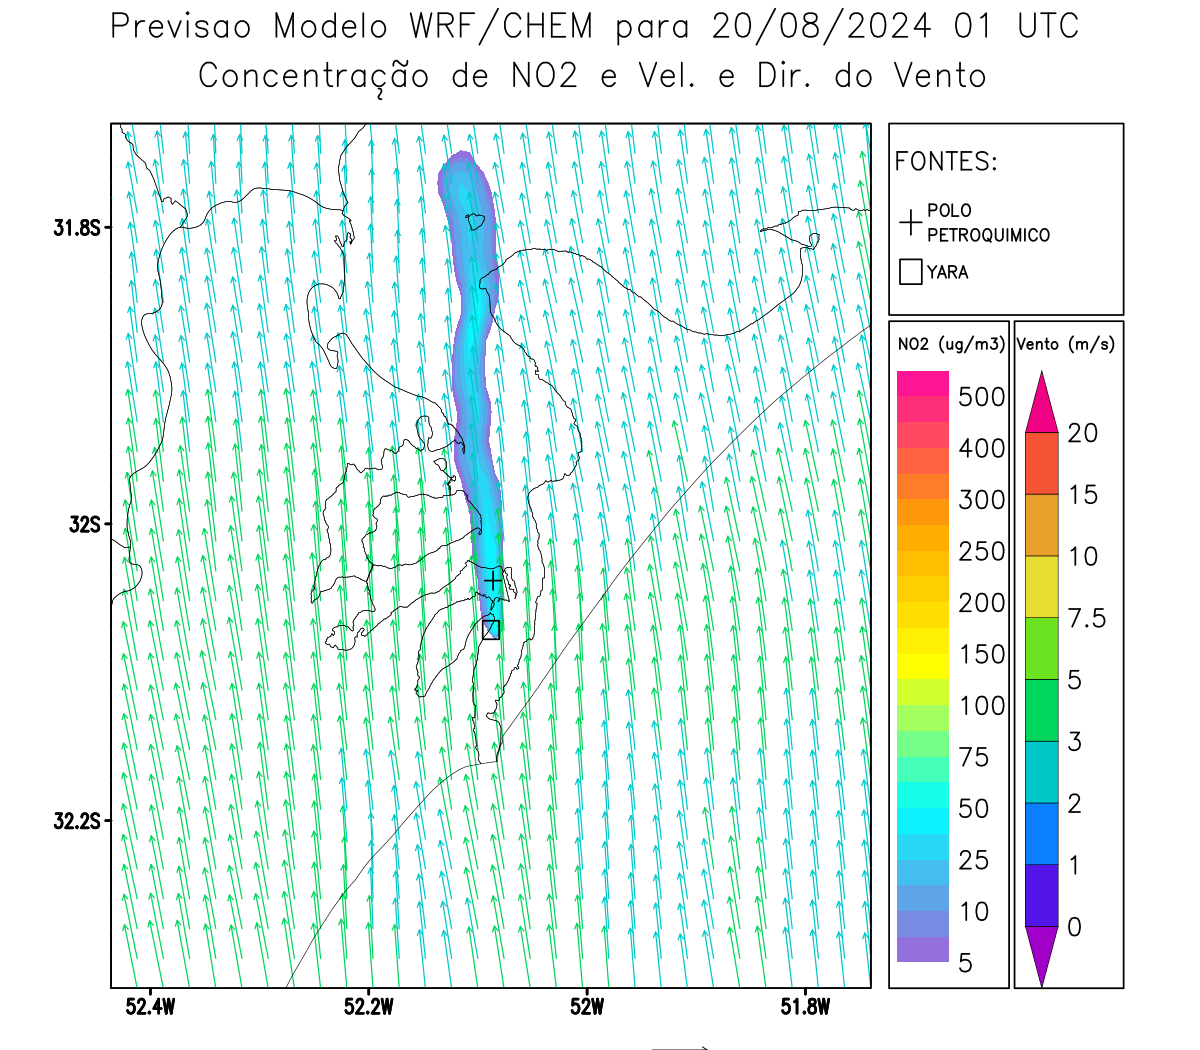 Previsao Modelo WRF/CHEM para 20/08/2024 01 UTC
Concentração de NO2 e Vel. e Dir. do Vento
FONTES:
POLO
PETROQUIMICO
YARA
31.8S
32S
32.2S
52.4W 52.2W 52W 51.8W
NO2 (ug/m3)
500
400
300
250
200
150
100
75
50
25
10
5
Vento (m/s)
20
15
10
7.5
5
3
2
1
0